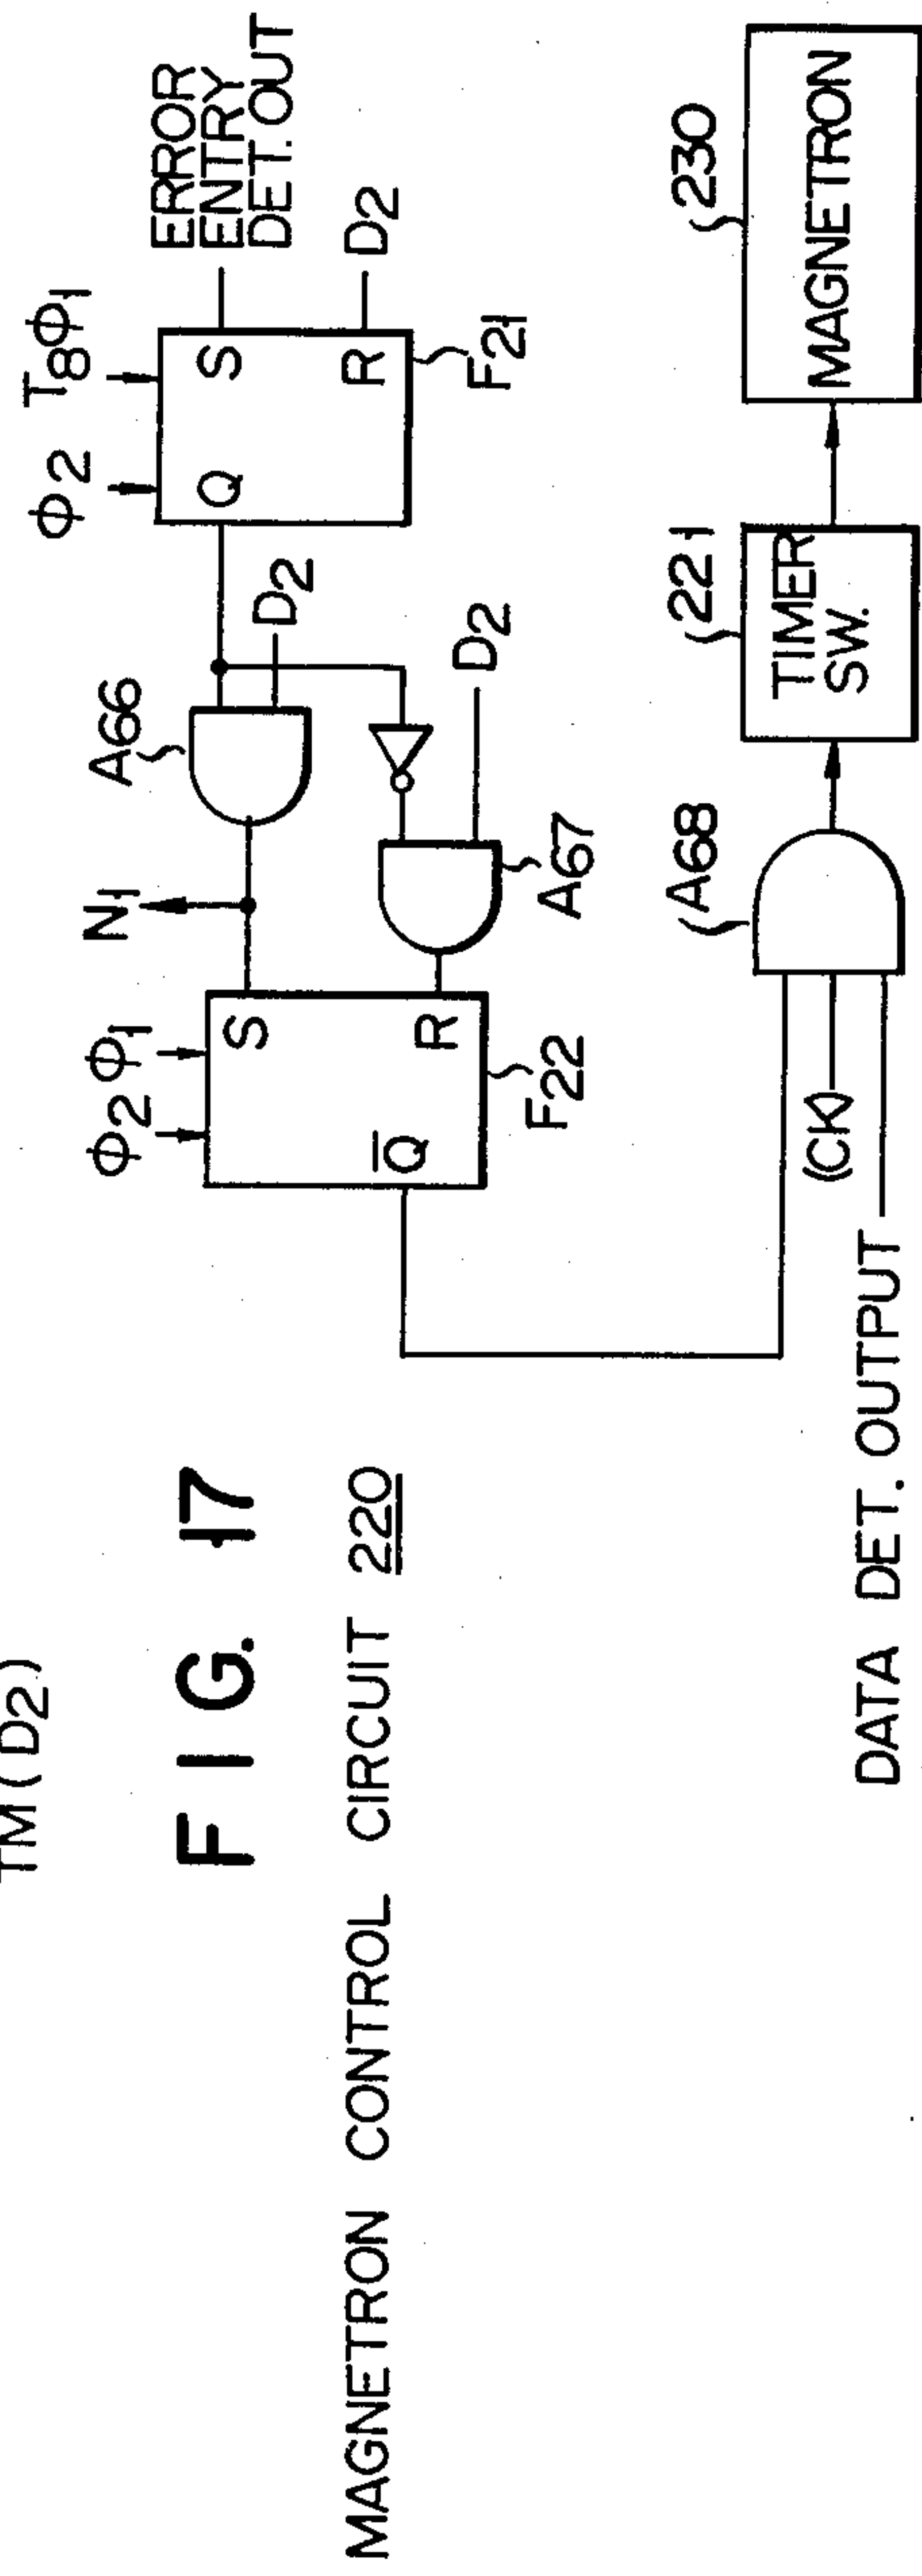 TM (D2)
FIG. 17
MAGNETRON CONTROL CIRCUIT 220
Φ2 Φ1
N1
A66
Φ2 T8Φ1
S
Q̅ R
F22
A67
D2
D2
Q S
R
F21
ERROR
ENTRY
DET. OUT
D2
DATA DET. OUTPUT
(CK)
A68
221
TIMER
SW.
230
MAGNETRON